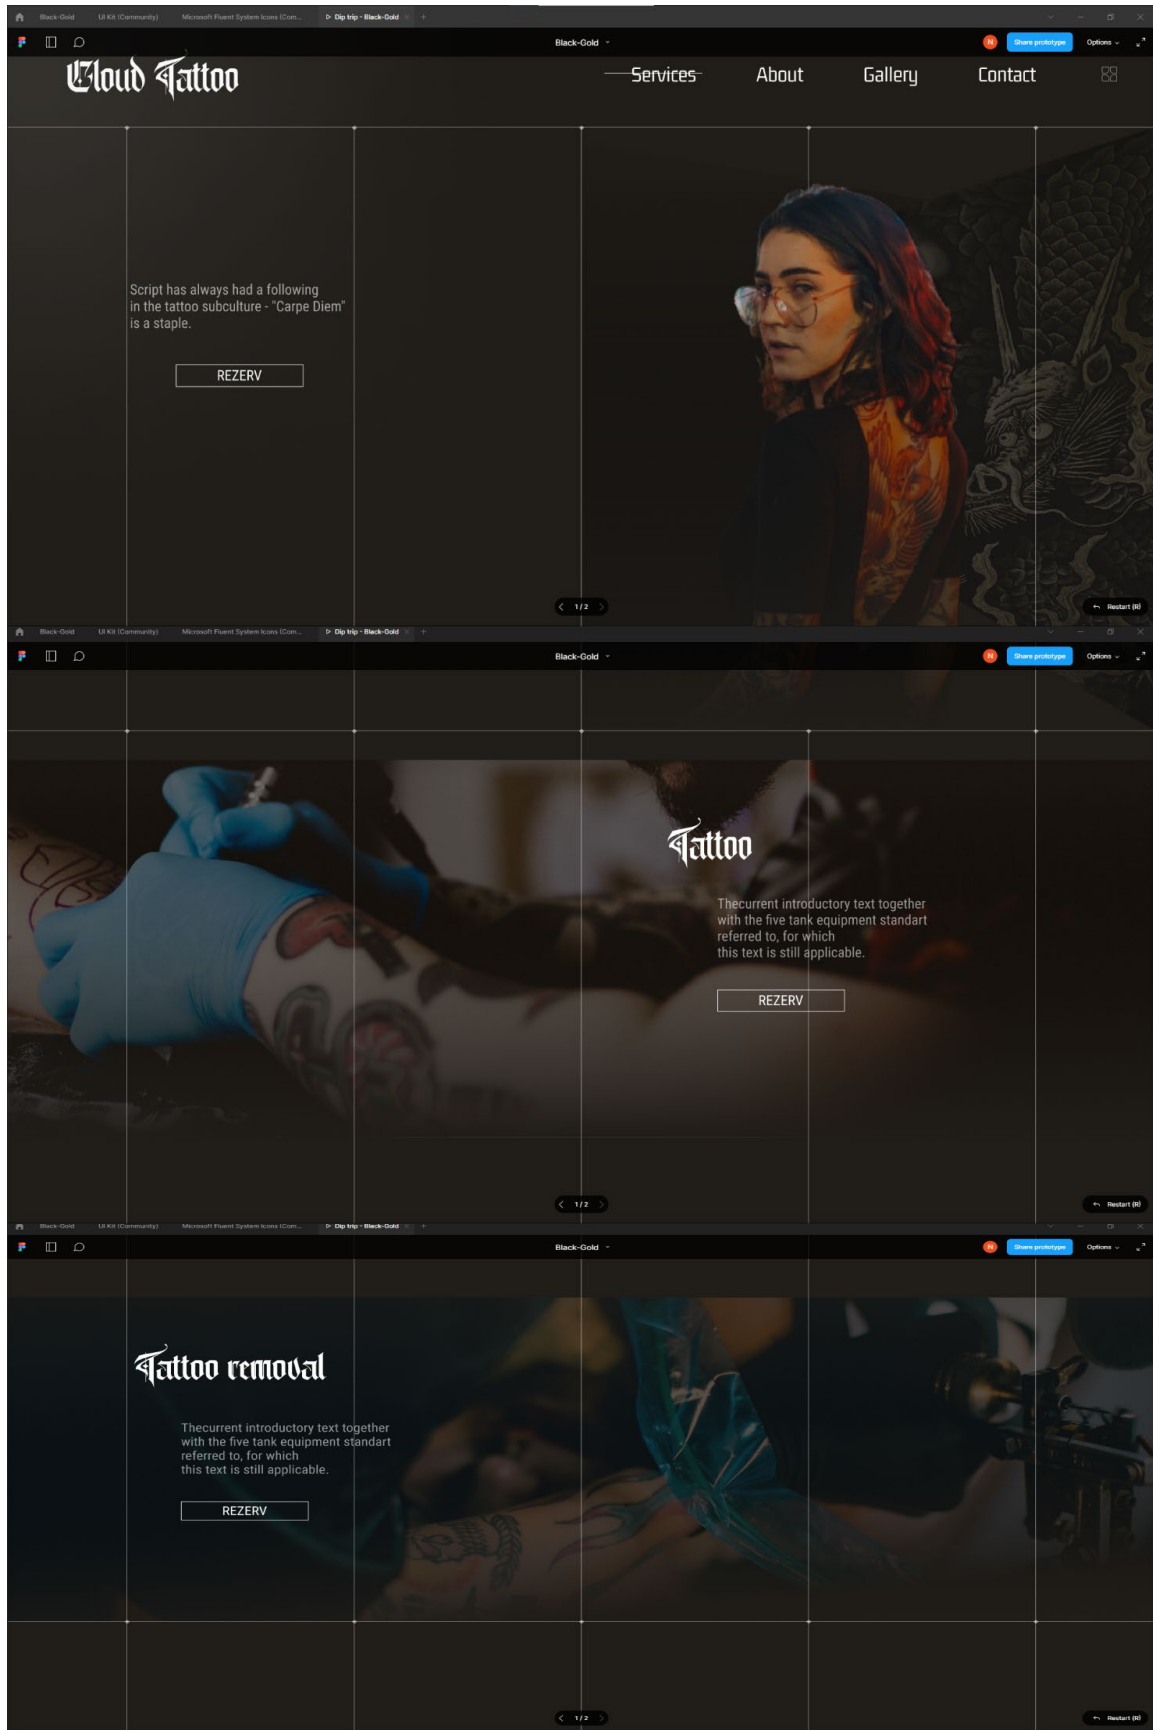 Black-Gold
UI Kit (Community)
Microsoft Fluent System Icons (Com...
Dip trip - Black-Gold
Black-Gold
N
Share prototype
Options
Cloud Tattoo
Services
About
Gallery
Contact
Script has always had a following
in the tattoo subculture - "Carpe Diem"
is a staple.
REZERV
1 / 2
Restart (R)
Black-Gold
UI Kit (Community)
Microsoft Fluent System Icons (Com...
Dip trip - Black-Gold
Black-Gold
N
Share prototype
Options
Tattoo
Thecurrent introductory text together
with the five tank equipment standart
referred to, for which
this text is still applicable.
REZERV
1 / 2
Restart (R)
Black-Gold
UI Kit (Community)
Microsoft Fluent System Icons (Com...
Dip trip - Black-Gold
Black-Gold
N
Share prototype
Options
Tattoo removal
Thecurrent introductory text together
with the five tank equipment standart
referred to, for which
this text is still applicable.
REZERV
1 / 2
Restart (R)